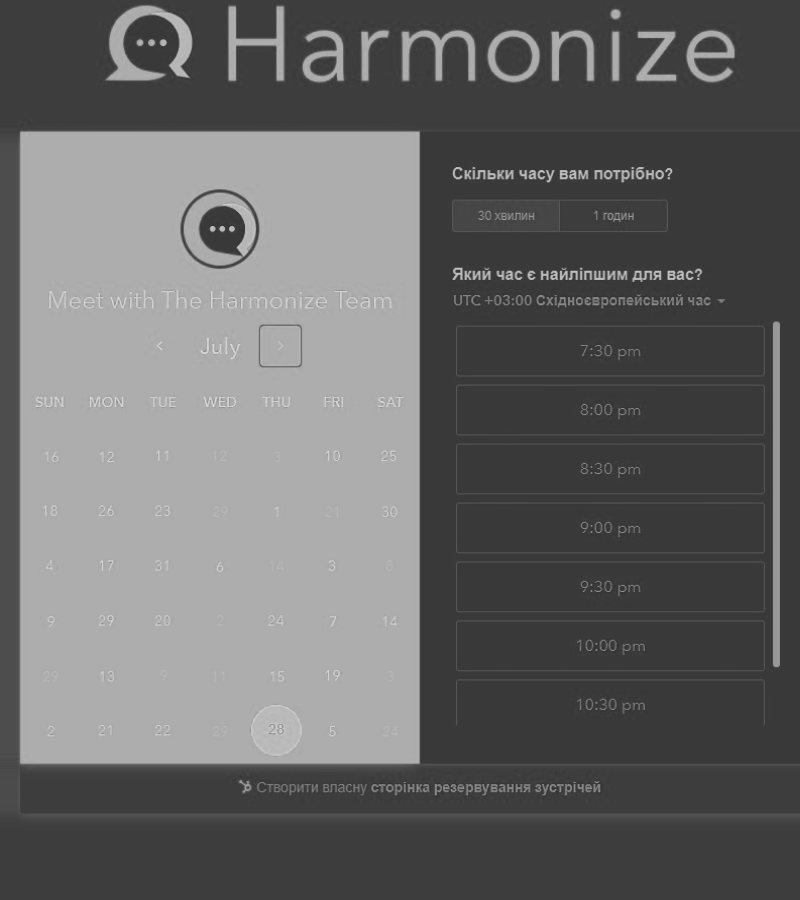 Harmonize
Meet with The Harmonize Team
July
SUN MON TUE WED THU FRI SAT
16 12 11 12 3 10 25
18 26 23 29 1 21 30
4 17 31 6 14 3 8
9 29 20 2 24 7 14
29 13 9 11 15 19 3
2 21 22 29 28 5 24
Скільки часу вам потрібно?
30 хвилин 1 годин
Який час є найліпшим для вас?
UTC +03:00 Східноєвропейський час
7:30 pm
8:00 pm
8:30 pm
9:00 pm
9:30 pm
10:00 pm
10:30 pm
Створити власну сторінка резервування зустрічей